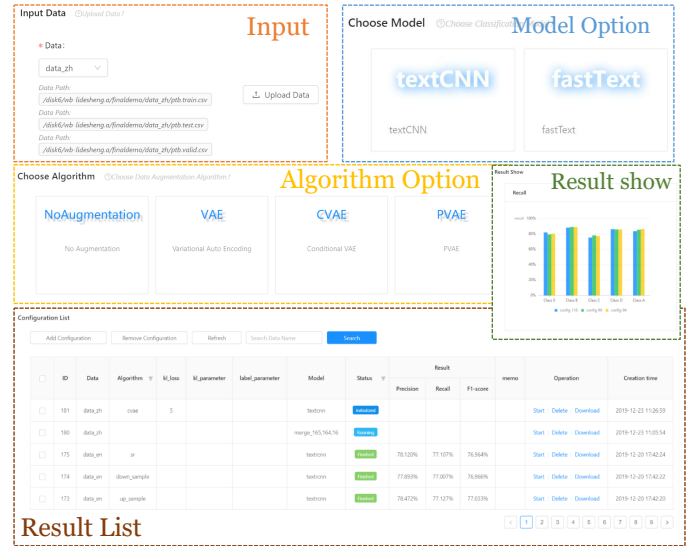 Input Data
Upload Data !
Input
* Data:
data_zh
Upload Data
Data Path:
/disk6/wb-lidesheng.a/finaldemo/data_zh/ptb.train.csv
Data Path:
/disk6/wb-lidesheng.a/finaldemo/data_zh/ptb.test.csv
Data Path:
/disk6/wb-lidesheng.a/finaldemo/data_zh/ptb.valid.csv
Choose Model
Choose Classification
Model Option
textCNN
fastText
textCNN
fastText
Choose Algorithm
Choose Data Augmentation Algorithm !
Algorithm Option
NoAugmentation
VAE
CVAE
PVAE
No Augmentation
Variational Auto Encoding
Conditional VAE
PVAE
Result Show
Result show
Recall
result
100%
80%
60%
40%
20%
0%
Class E Class B Class C Class D Class A
Configuration List
Add Configuration Remove Configuration Refresh Search Data Name Search
ID Data Algorithm kl_loss kl_parameter label_parameter Model Status Result memo Operation Creation time
Precision Recall F1-score
181 data_zh cvae 5 textcnn Initialized Start Delete Download 2019-12-23 11:26:59
180 data_zh merge_165,164,16 Running 2019-12-23 11:05:54
175 data_en sr textcnn Finished 78.120% 77.107% 76.964% Start Delete Download 2019-12-20 17:42:24
174 data_en down_sample textcnn Finished 77.893% 77.007% 76.966% Start Delete Download 2019-12-20 17:42:22
173 data_en up_sample textcnn Finished 78.472% 77.127% 77.033% Start Delete Download 2019-12-20 17:42:20
Result List
< 1 2 3 4 5 6 7 8 9 >